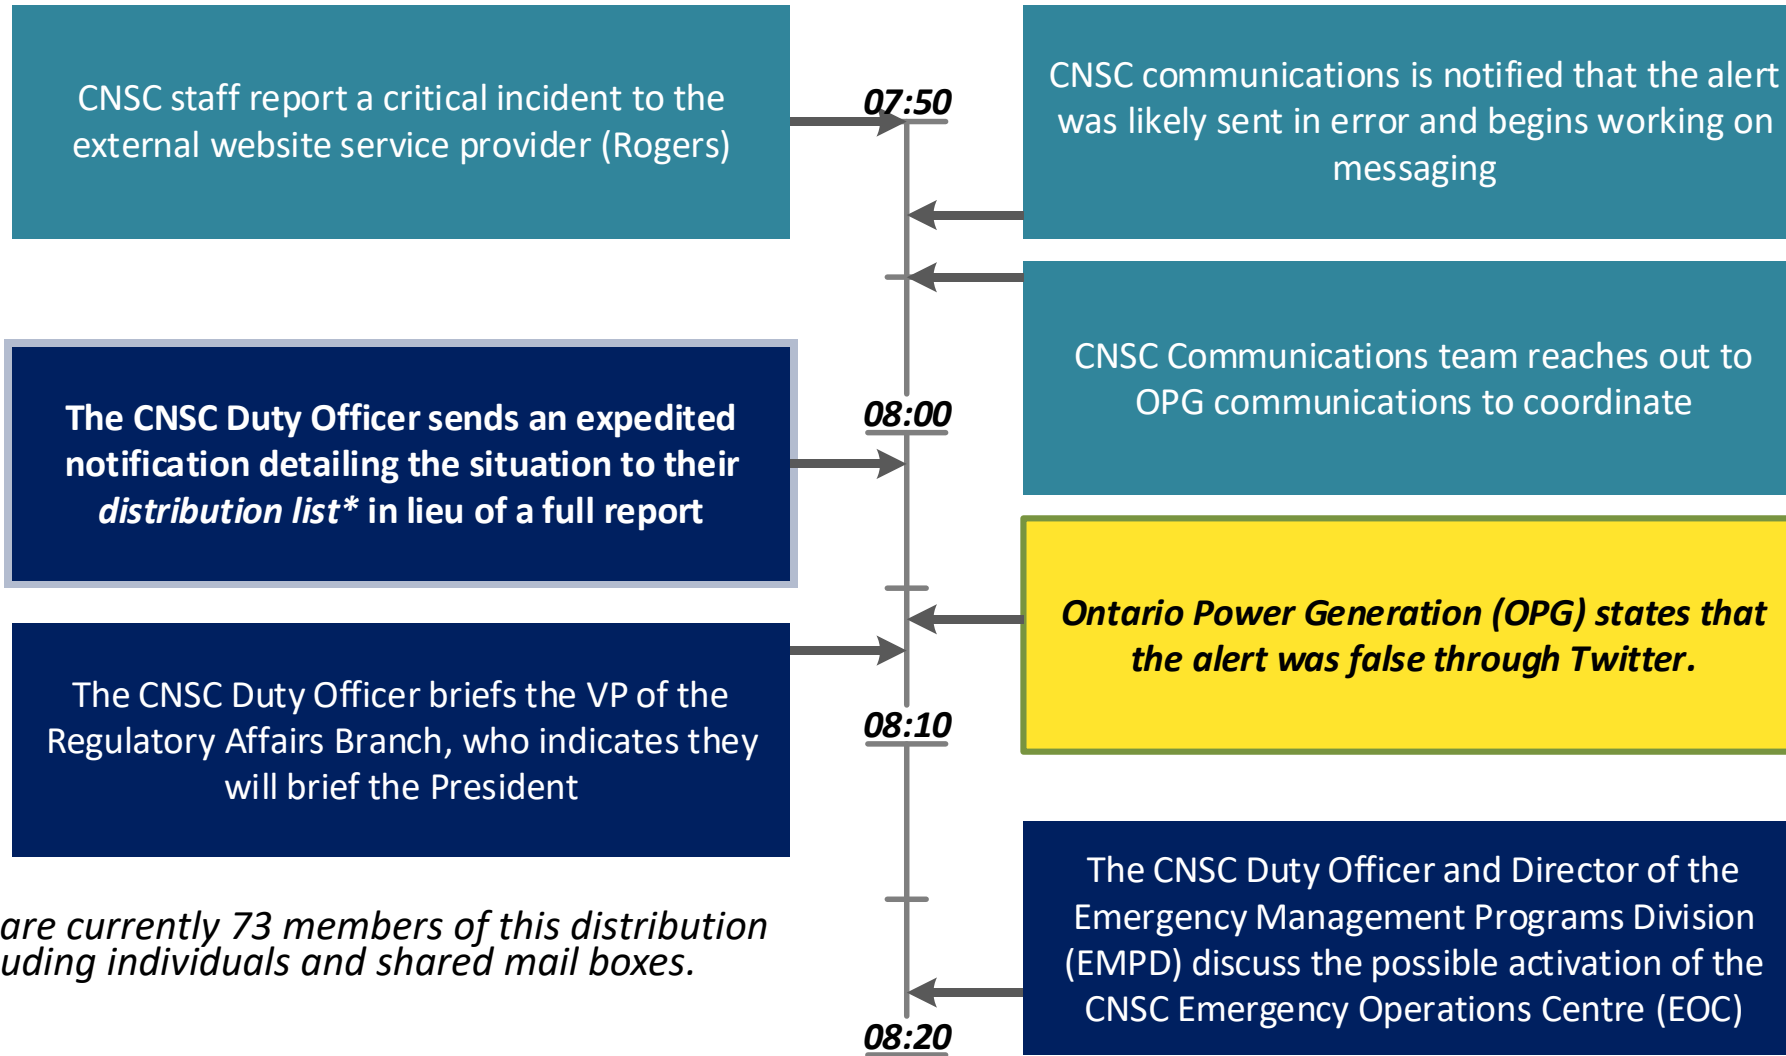 CNSC staff report a critical incident to the
external website service provider (Rogers)
07:50
CNSC communications is notified that the alert
was likely sent in error and begins working on
messaging
CNSC Communications team reaches out to
OPG communications to coordinate
The CNSC Duty Officer sends an expedited
notification detailing the situation to their
distribution list* in lieu of a full report
08:00
Ontario Power Generation (OPG) states that
the alert was false through Twitter.
The CNSC Duty Officer briefs the VP of the
Regulatory Affairs Branch, who indicates they
will brief the President
08:10
The CNSC Duty Officer and Director of the
Emergency Management Programs Division
(EMPD) discuss the possible activation of the
CNSC Emergency Operations Centre (EOC)
are currently 73 members of this distribution
uding individuals and shared mail boxes.
08:20